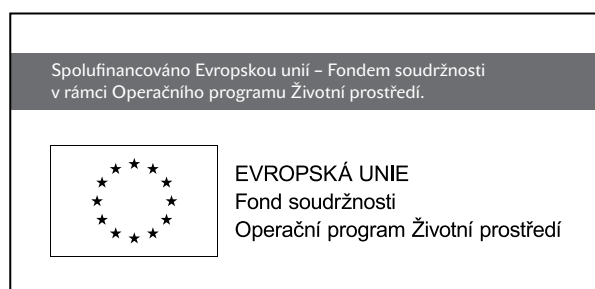 Spolufinancováno Evropskou unií – Fondem soudržnosti
v rámci Operačního programu Životní prostředí.
EVROPSKÁ UNIE
Fond soudržnosti
Operační program Životní prostředí